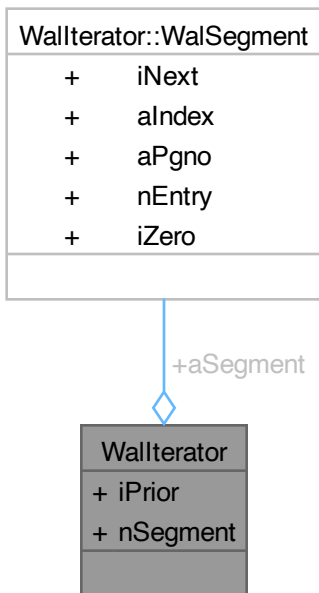 WalIterator::WalSegment
+ iNext
+ aIndex
+ aPgno
+ nEntry
+ iZero
+aSegment
WalIterator
+ iPrior
+ nSegment